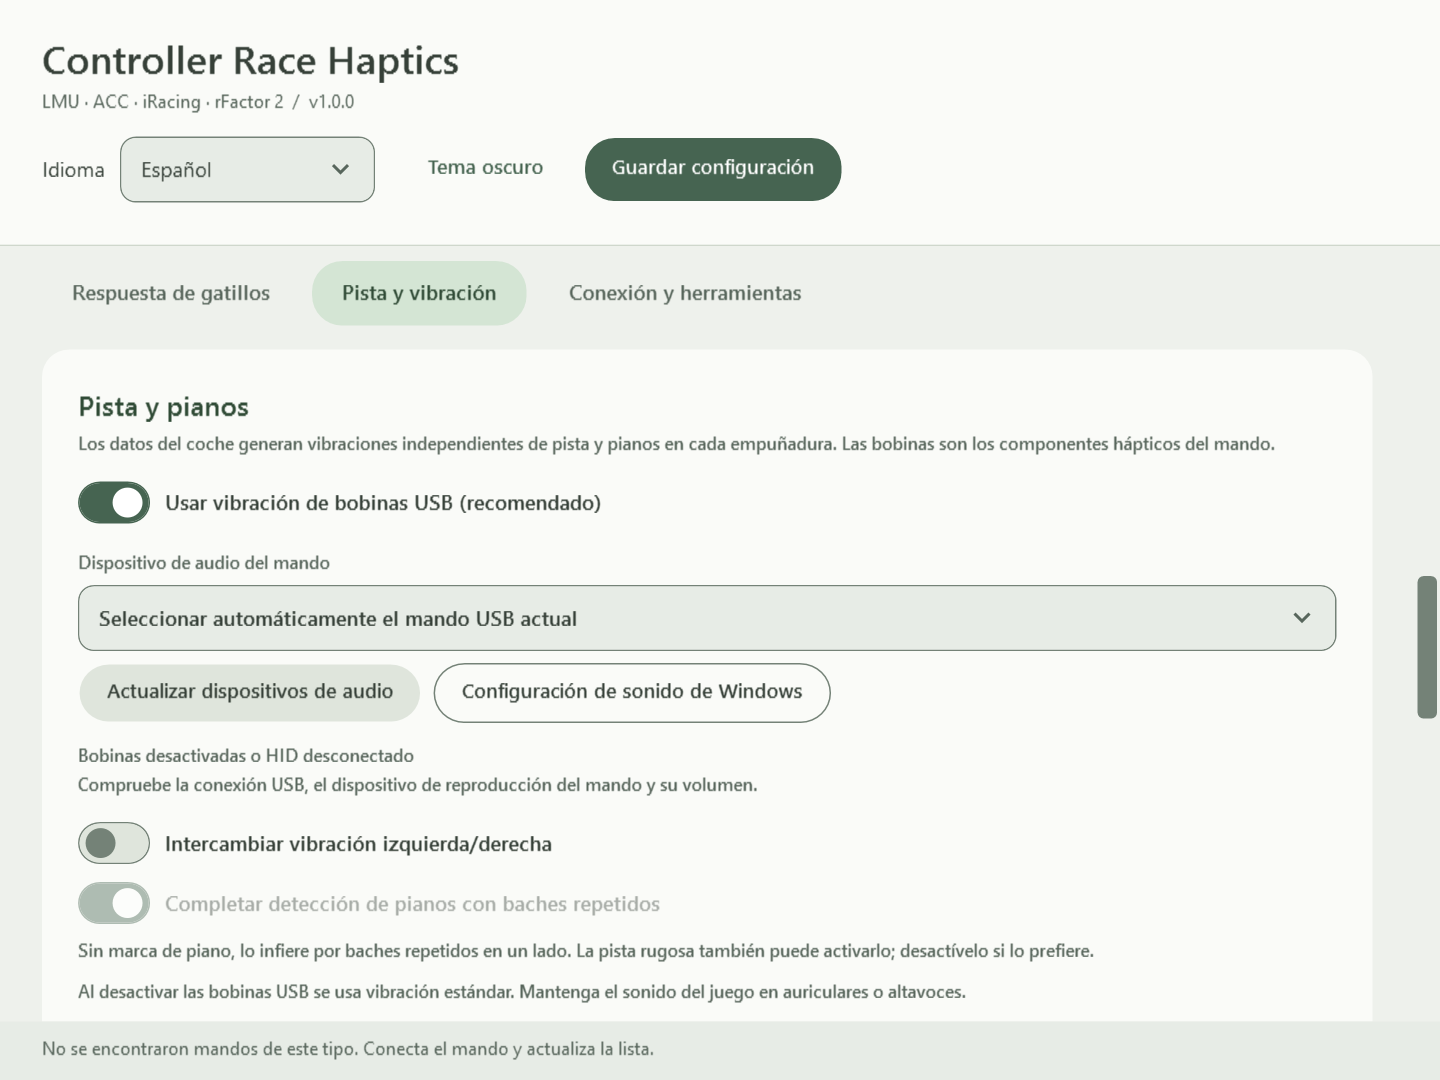 Controller Race Haptics
LMU · ACC · iRacing · rFactor 2 / v1.0.0
Idioma
Español
Tema oscuro
Guardar configuración
Respuesta de gatillos
Pista y vibración
Conexión y herramientas
Pista y pianos
Los datos del coche generan vibraciones independientes de pista y pianos en cada empuñadura. Las bobinas son los componentes hápticos del mando.
Usar vibración de bobinas USB (recomendado)
Dispositivo de audio del mando
Seleccionar automáticamente el mando USB actual
Actualizar dispositivos de audio
Configuración de sonido de Windows
Bobinas desactivadas o HID desconectado
Compruebe la conexión USB, el dispositivo de reproducción del mando y su volumen.
Intercambiar vibración izquierda/derecha
Completar detección de pianos con baches repetidos
Sin marca de piano, lo infiere por baches repetidos en un lado. La pista rugosa también puede activarlo; desactívelo si lo prefiere.
Al desactivar las bobinas USB se usa vibración estándar. Mantenga el sonido del juego en auriculares o altavoces.
No se encontraron mandos de este tipo. Conecta el mando y actualiza la lista.